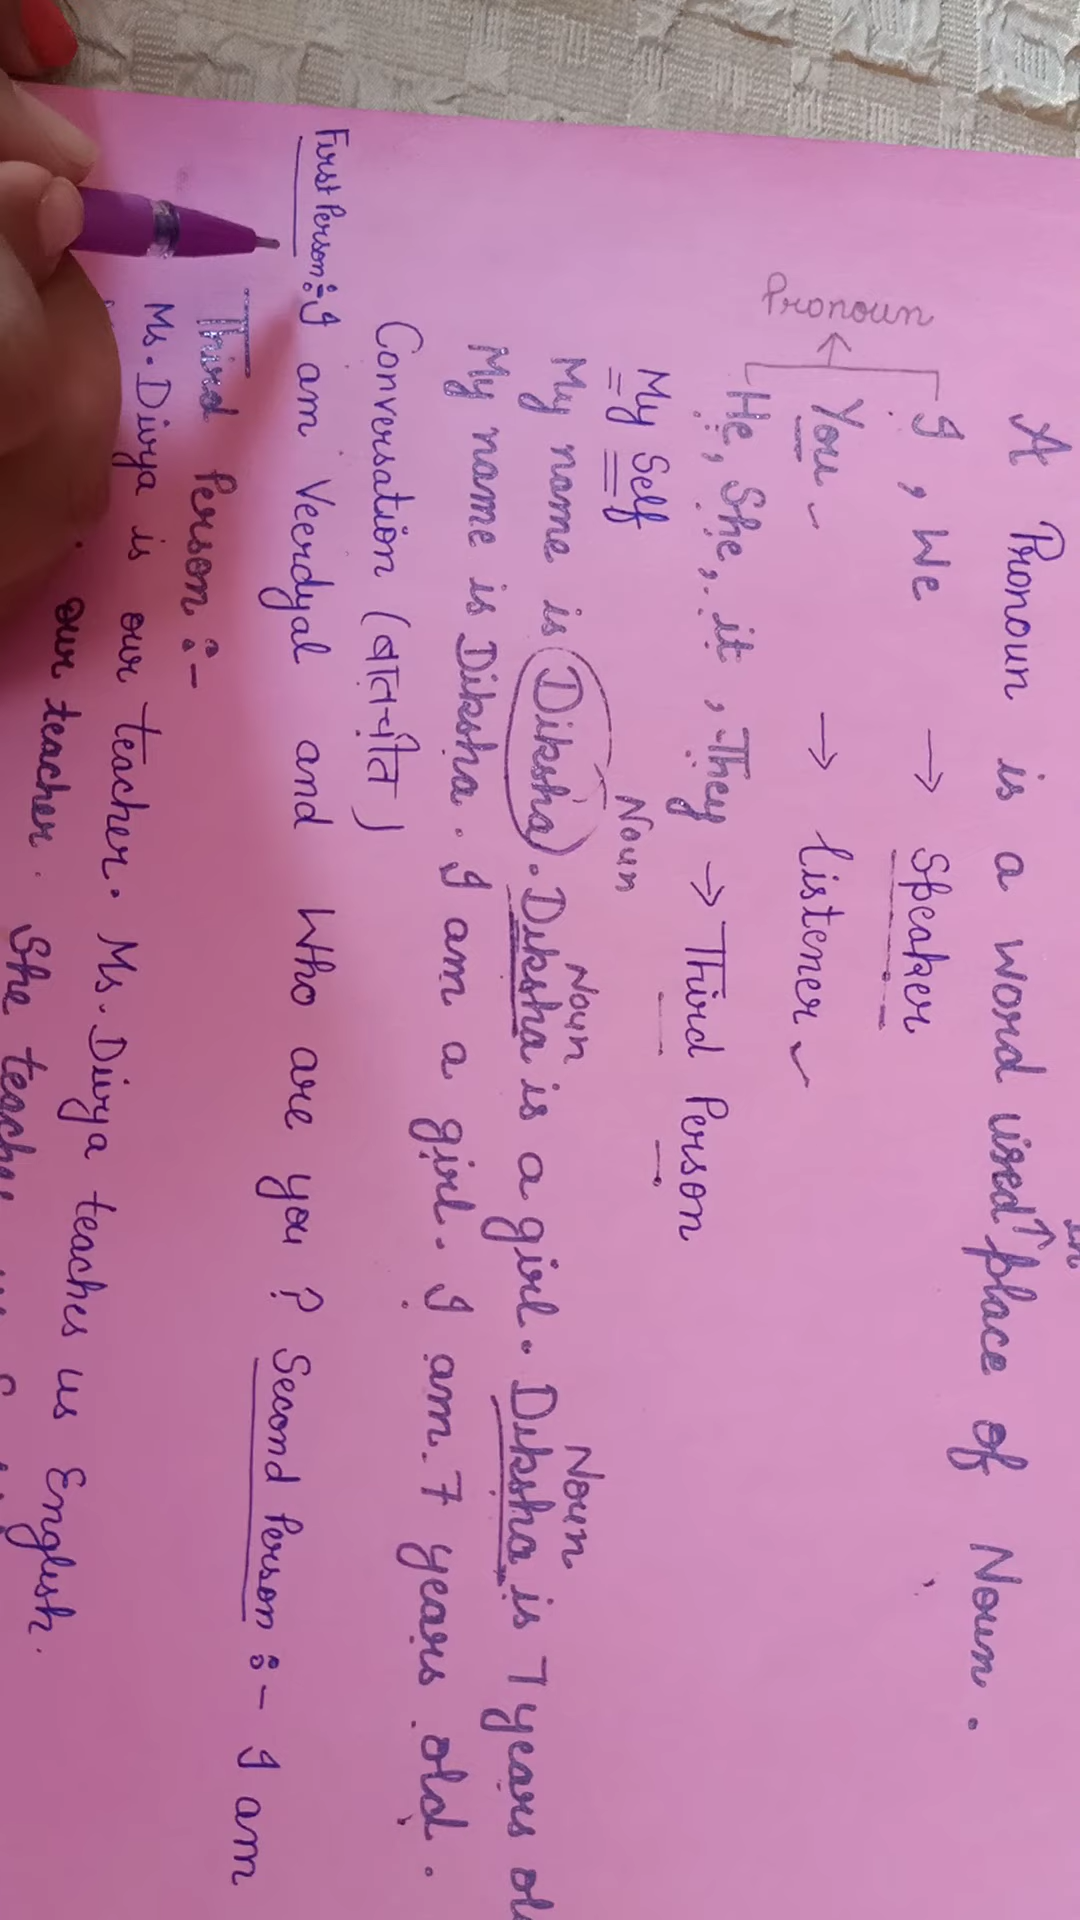 in
A Pronoun is a word used↑place of Noun.
Pronoun
I, We → Speaker
You - → listener ✓
He, She, it, They → Third Person
My Self
Noun Noun Noun
My name is Diksha. Diksha is a girl. Diksha is 7 years
My name is Diksha. I am a girl. I am 7 years old.
Conversation (बातचीत)
First Person:- I am Veerdyal and Who are you? Second Person :- I am
Third Person :-
Ms. Divya is our teacher. Ms. Divya teaches us English.
our teacher. She